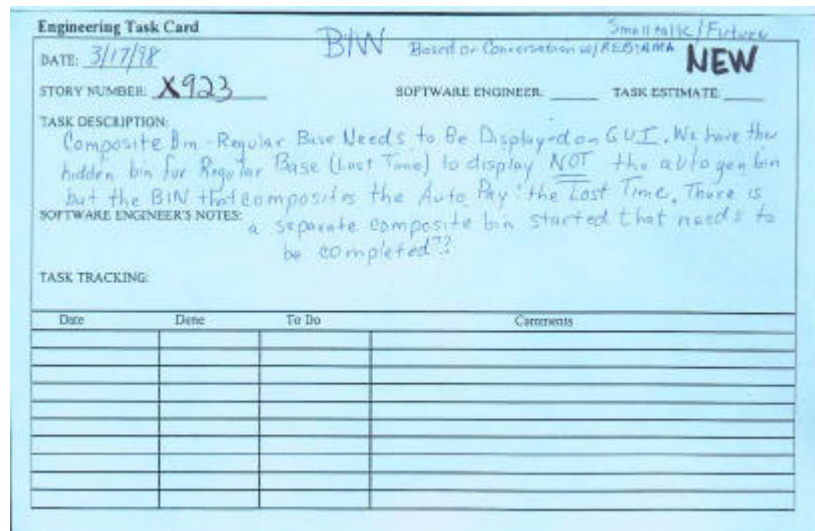 Engineering Task Card
Smalltalk/Future
BIW Based on Conversation w/REB:AMA
NEW
DATE: 3/17/98
STORY NUMBER: X923 SOFTWARE ENGINEER: TASK ESTIMATE:
TASK DESCRIPTION:
Composite Bin - Regular Base Needs to Be Displayed on GUI. We have the
hidden bin for Regular Base (Lost Time) to display NOT the autogen bin
but the BIN that composites the Auto Pay : the Lost Time. There is
SOFTWARE ENGINEER'S NOTES: a separate composite bin started that needs to
be completed??
TASK TRACKING:
Date Done To Do Comments